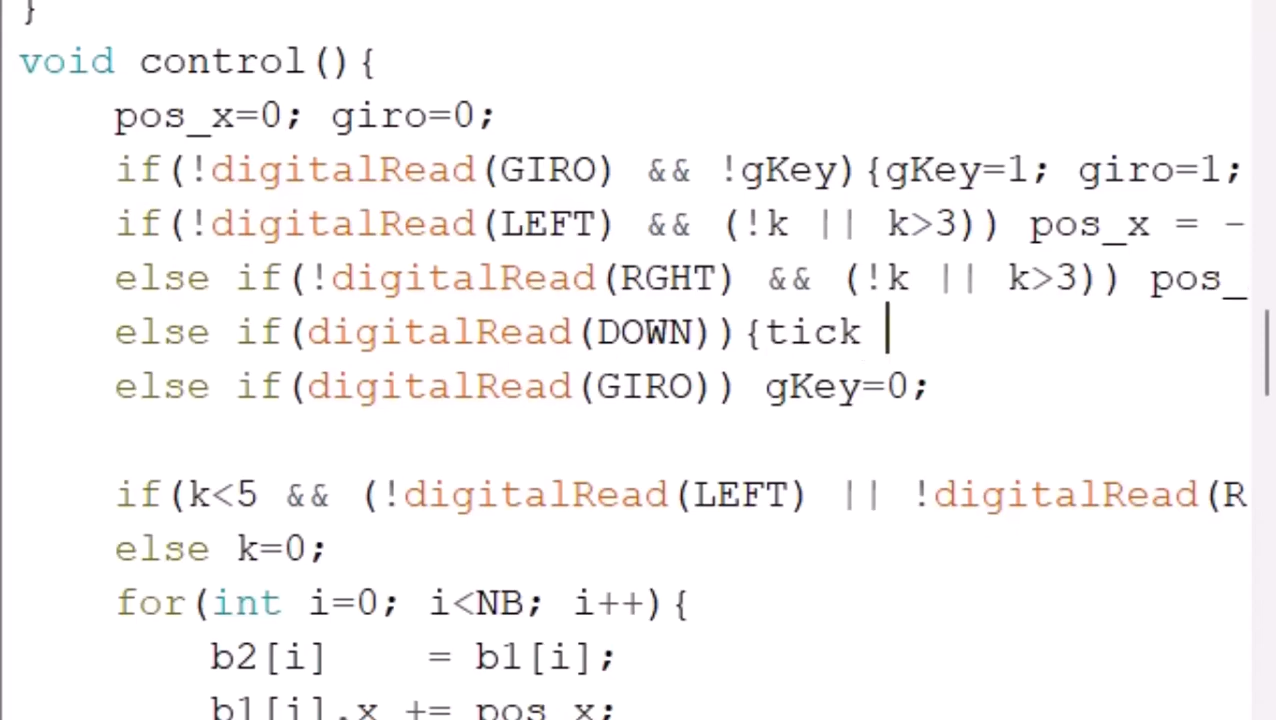 }
void control(){
pos_x=0; giro=0;
if(!digitalRead(GIRO) && !gKey){gKey=1; giro=1;
if(!digitalRead(LEFT) && (!k || k>3)) pos_x = -
else if(!digitalRead(RGHT) && (!k || k>3)) pos_
else if(digitalRead(DOWN)){tick
else if(digitalRead(GIRO)) gKey=0;
if(k<5 && (!digitalRead(LEFT) || !digitalRead(R
else k=0;
for(int i=0; i<NB; i++){
b2[i] = b1[i];
b1[i].x += pos_x;